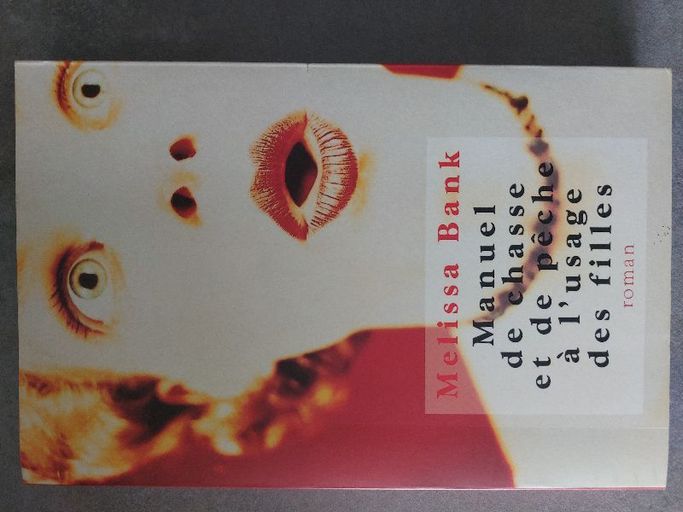 Melissa Bank
Manuel
de chasse
et de pêche
à l'usage
des filles
roman